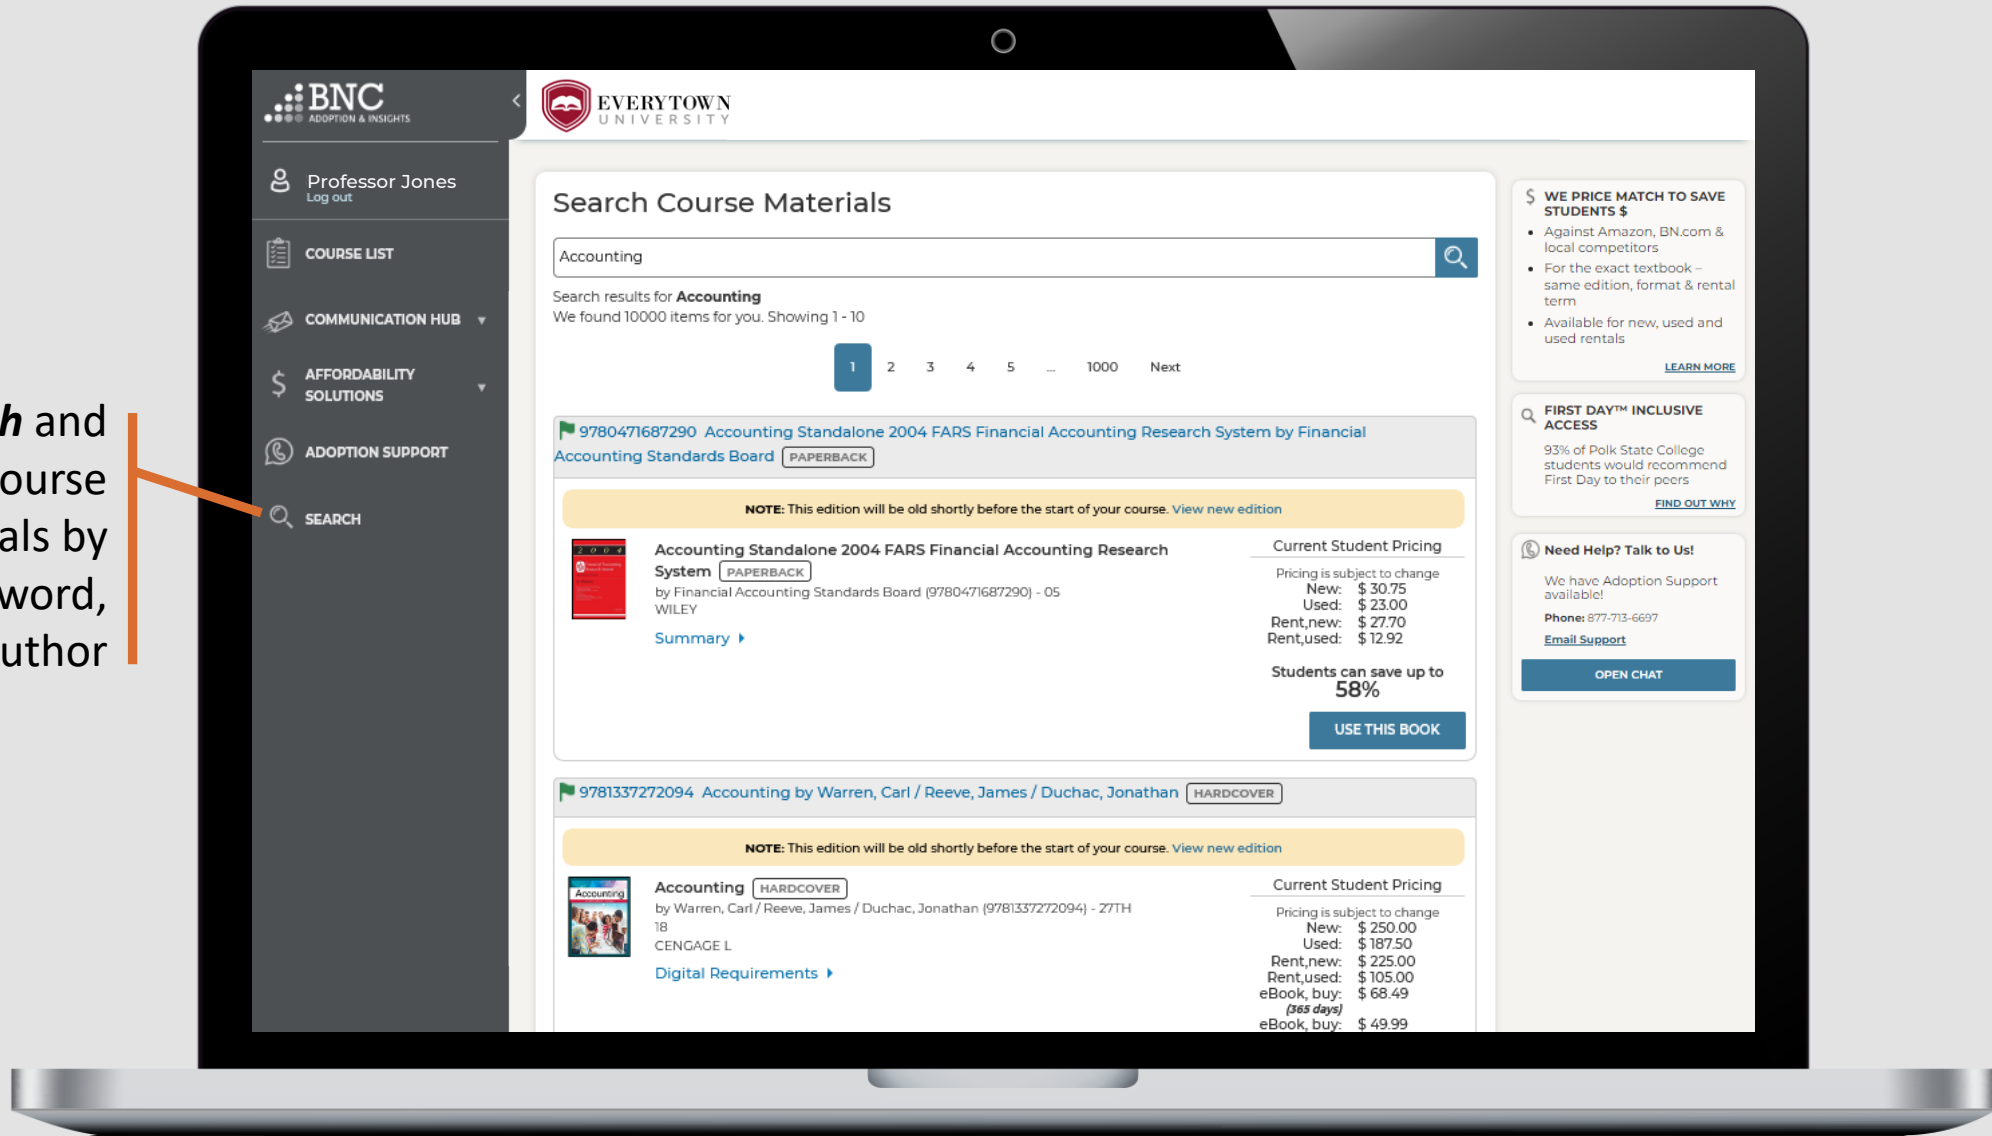 h and
ourse
als by
word,
uthor
BNC
ADOPTION & INSIGHTS
Professor Jones
Log out
COURSE LIST
COMMUNICATION HUB
AFFORDABILITY
SOLUTIONS
ADOPTION SUPPORT
SEARCH
EVERYTOWN
UNIVERSITY
Search Course Materials
Accounting
Search results for Accounting
We found 10000 items for you. Showing 1 - 10
1 2 3 4 5 ... 1000 Next
9780471687290 Accounting Standalone 2004 FARS Financial Accounting Research System by Financial
Accounting Standards Board PAPERBACK
NOTE: This edition will be old shortly before the start of your course. View new edition
2004
Accounting Standalone 2004 FARS Financial Accounting Research
System PAPERBACK
by Financial Accounting Standards Board (9780471687290) - 05
WILEY
Summary
Current Student Pricing
Pricing is subject to change
New: $ 30.75
Used: $ 23.00
Rent,new: $ 27.70
Rent,used: $ 12.92
Students can save up to
58%
USE THIS BOOK
9781337272094 Accounting by Warren, Carl / Reeve, James / Duchac, Jonathan HARDCOVER
NOTE: This edition will be old shortly before the start of your course. View new edition
Accounting
Accounting HARDCOVER
by Warren, Carl / Reeve, James / Duchac, Jonathan (9781337272094) - 27TH
18
CENGAGE L
Digital Requirements
Current Student Pricing
Pricing is subject to change
New: $ 250.00
Used: $ 187.50
Rent,new: $ 225.00
Rent,used: $ 105.00
eBook, buy: $ 68.49
(365 days)
eBook, buy: $ 49.99
$ WE PRICE MATCH TO SAVE
STUDENTS $
• Against Amazon, BN.com &
local competitors
• For the exact textbook –
same edition, format & rental
term
• Available for new, used and
used rentals
LEARN MORE
FIRST DAY™ INCLUSIVE
ACCESS
93% of Polk State College
students would recommend
First Day to their peers
FIND OUT WHY
Need Help? Talk to Us!
We have Adoption Support
available!
Phone: 877-713-6697
Email Support
OPEN CHAT